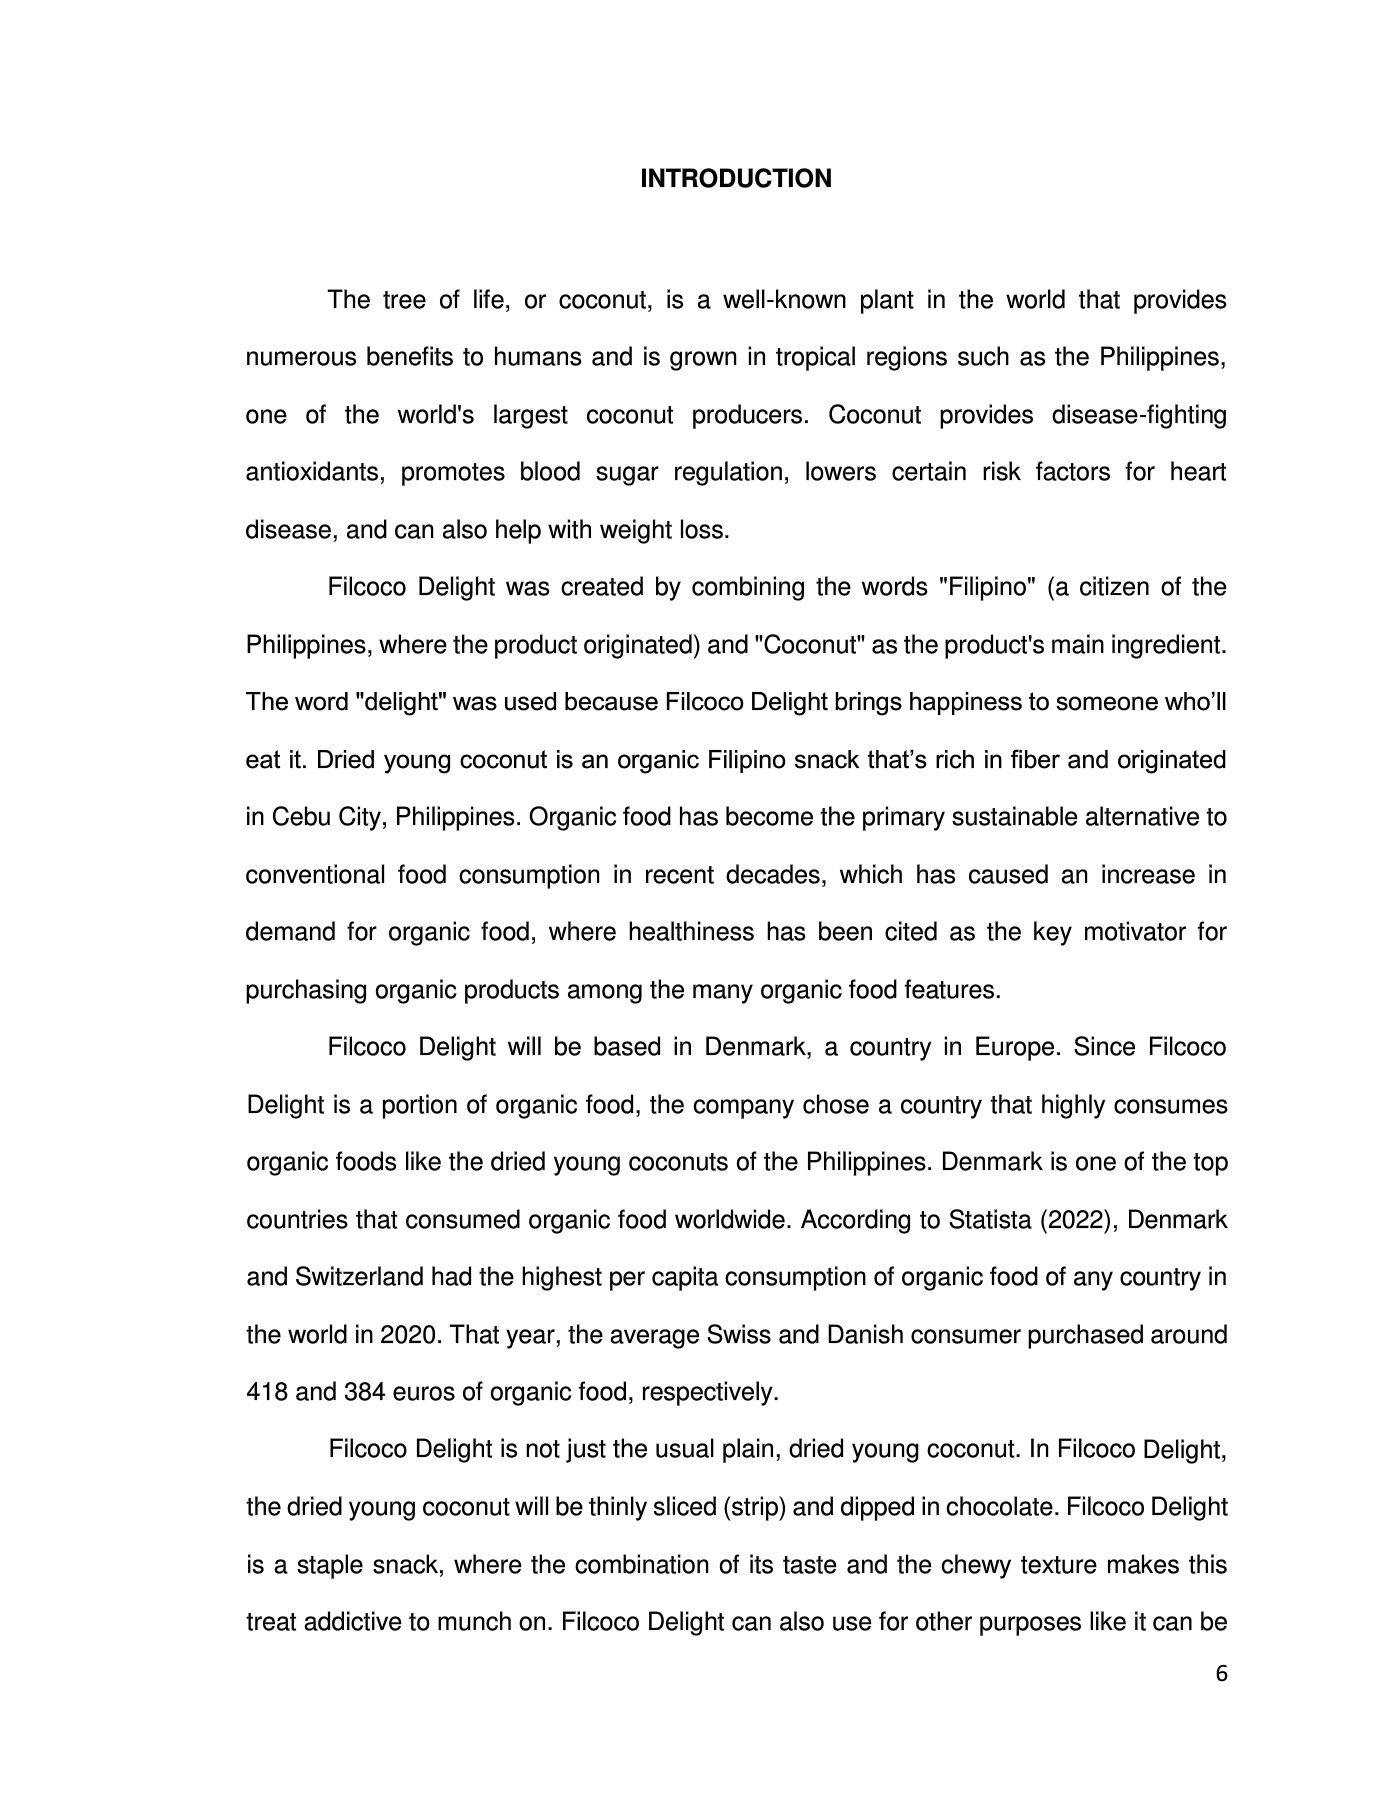 INTRODUCTION
The tree of life, or coconut, is a well-known plant in the world that provides
numerous benefits to humans and is grown in tropical regions such as the Philippines,
one of the world's largest coconut producers. Coconut provides disease-fighting
antioxidants, promotes blood sugar regulation, lowers certain risk factors for heart
disease, and can also help with weight loss.
Filcoco Delight was created by combining the words "Filipino" (a citizen of the
Philippines, where the product originated) and "Coconut" as the product's main ingredient.
The word "delight" was used because Filcoco Delight brings happiness to someone who’ll
eat it. Dried young coconut is an organic Filipino snack that’s rich in fiber and originated
in Cebu City, Philippines. Organic food has become the primary sustainable alternative to
conventional food consumption in recent decades, which has caused an increase in
demand for organic food, where healthiness has been cited as the key motivator for
purchasing organic products among the many organic food features.
Filcoco Delight will be based in Denmark, a country in Europe. Since Filcoco
Delight is a portion of organic food, the company chose a country that highly consumes
organic foods like the dried young coconuts of the Philippines. Denmark is one of the top
countries that consumed organic food worldwide. According to Statista (2022), Denmark
and Switzerland had the highest per capita consumption of organic food of any country in
the world in 2020. That year, the average Swiss and Danish consumer purchased around
418 and 384 euros of organic food, respectively.
Filcoco Delight is not just the usual plain, dried young coconut. In Filcoco Delight,
the dried young coconut will be thinly sliced (strip) and dipped in chocolate. Filcoco Delight
is a staple snack, where the combination of its taste and the chewy texture makes this
treat addictive to munch on. Filcoco Delight can also use for other purposes like it can be
6